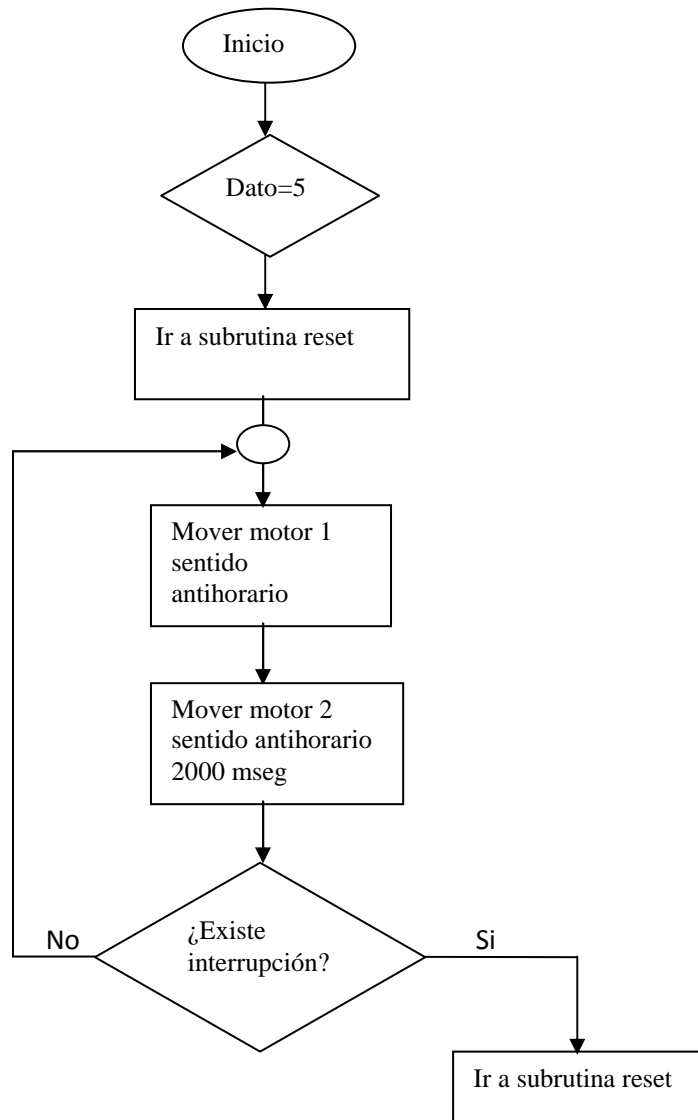 Inicio
Dato=5
Ir a subrutina reset
Mover motor 1
sentido
antihorario
Mover motor 2
sentido antihorario
2000 mseg
¿Existe
interrupción?
No
Si
Ir a subrutina reset